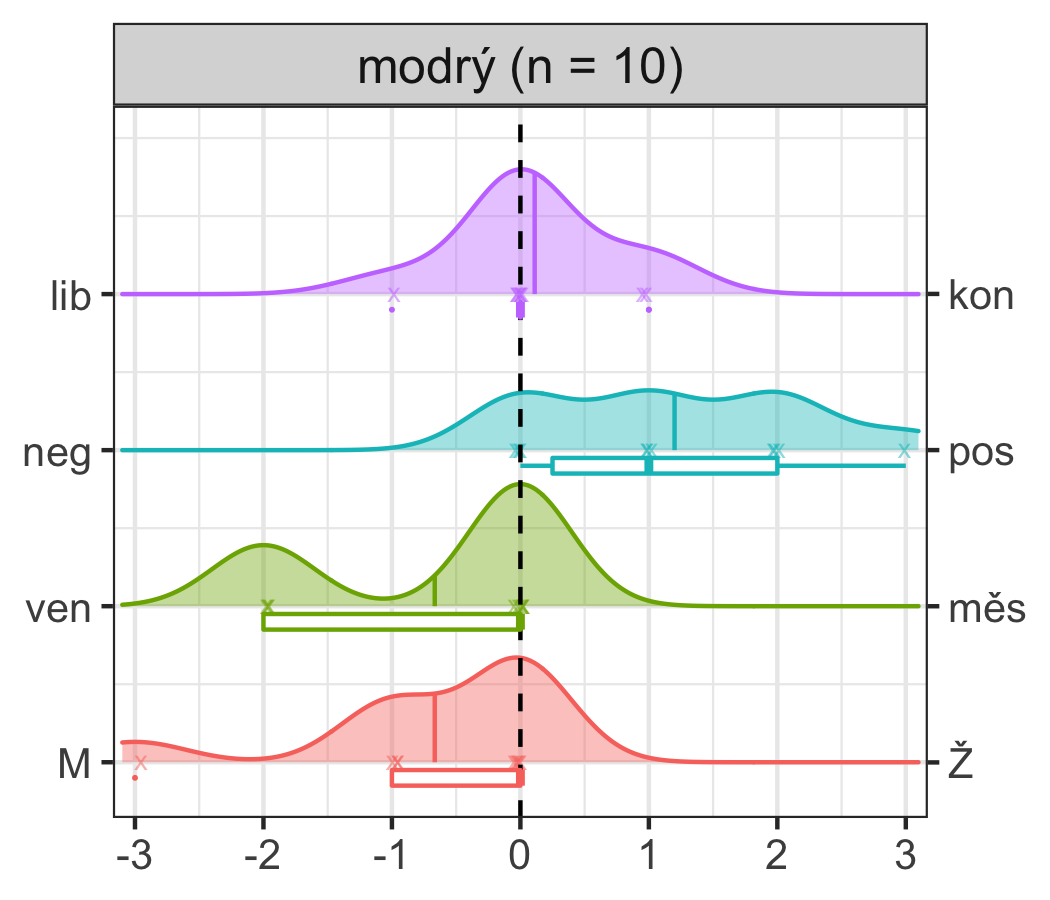 modrý (n = 10)
lib kon
neg pos
ven měs
M Ž
-3 -2 -1 0 1 2 3